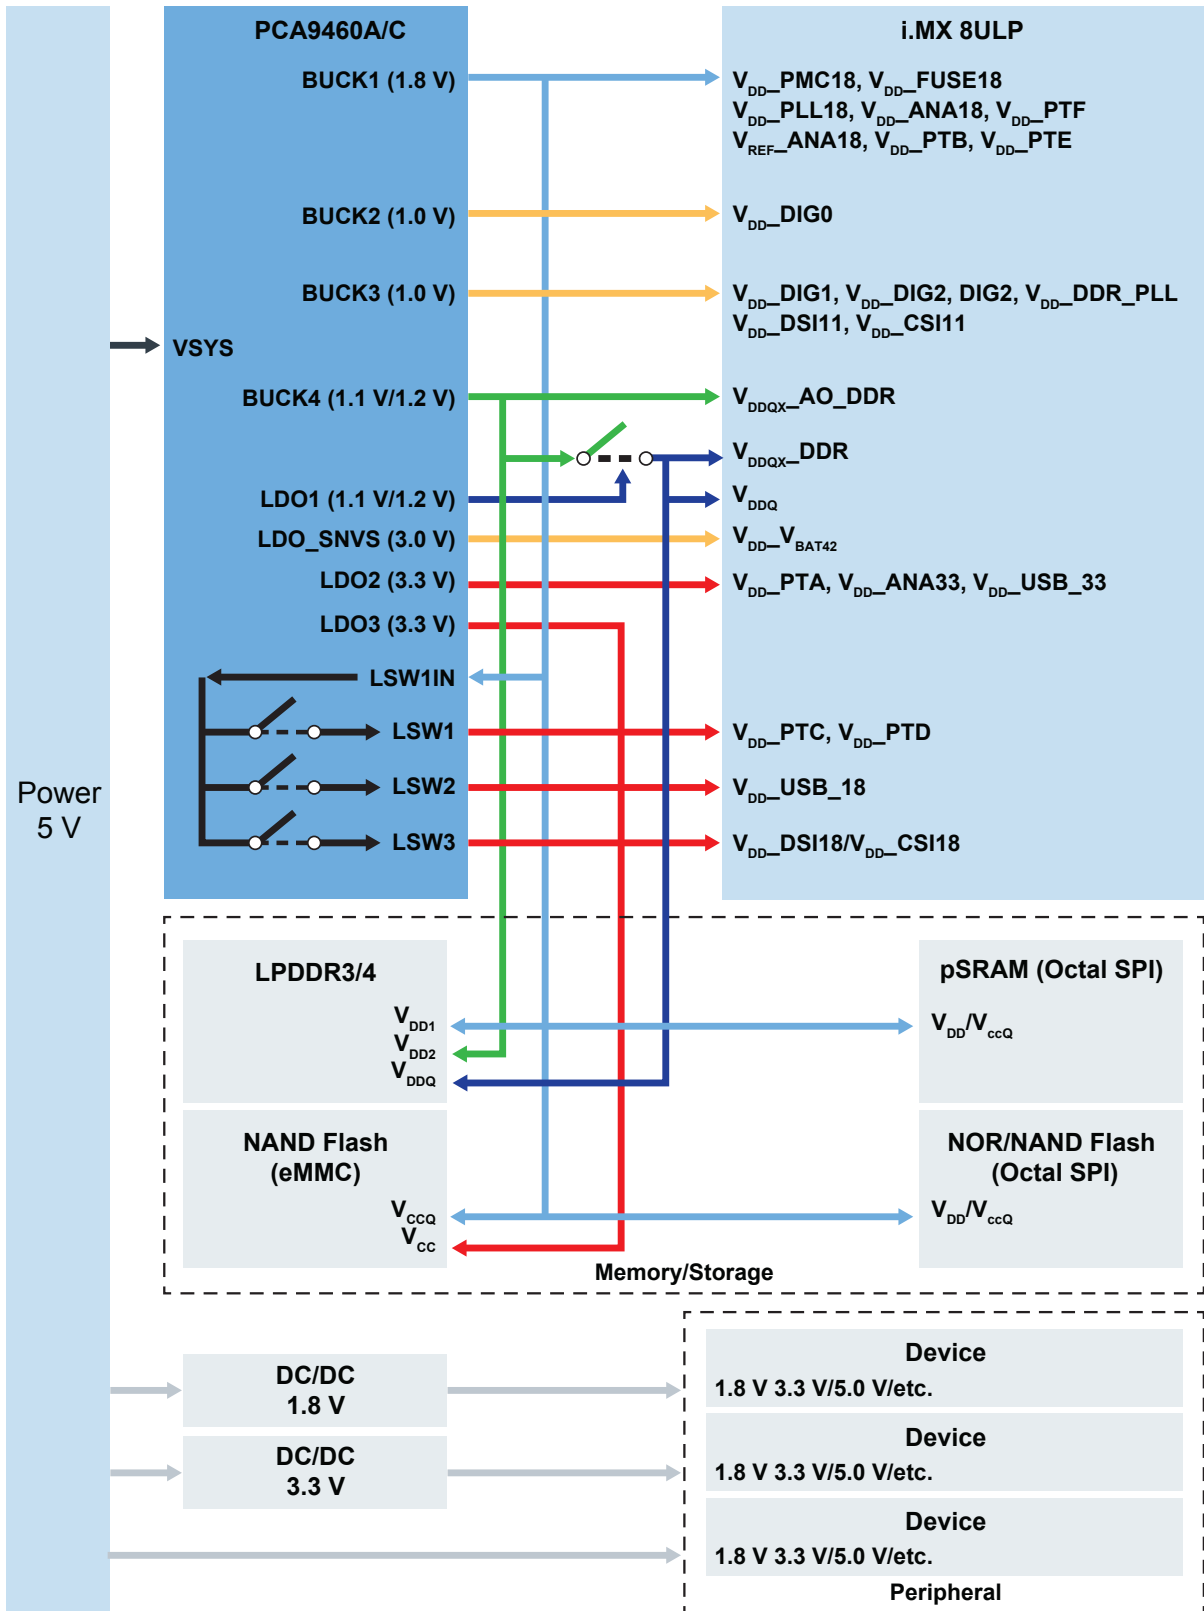 Power
5 V
PCA9460A/C
BUCK1 (1.8 V)
BUCK2 (1.0 V)
BUCK3 (1.0 V)
VSYS
BUCK4 (1.1 V/1.2 V)
LDO1 (1.1 V/1.2 V)
LDO_SNVS (3.0 V)
LDO2 (3.3 V)
LDO3 (3.3 V)
LSW1IN
LSW1
LSW2
LSW3
i.MX 8ULP
VDD_PMC18, VDD_FUSE18
VDD_PLL18, VDD_ANA18, VDD_PTF
VREF_ANA18, VDD_PTB, VDD_PTE
VDD_DIG0
VDD_DIG1, VDD_DIG2, DIG2, VDD_DDR_PLL
VDD_DSI11, VDD_CSI11
VDDQX_AO_DDR
VDDQX_DDR
VDDQ
VDD_VBAT42
VDD_PTA, VDD_ANA33, VDD_USB_33
VDD_PTC, VDD_PTD
VDD_USB_18
VDD_DSI18/VDD_CSI18
LPDDR3/4
VDD1
VDD2
VDDQ
pSRAM (Octal SPI)
VDD/VccQ
NAND Flash
(eMMC)
VCCQ
VCC
NOR/NAND Flash
(Octal SPI)
VDD/VccQ
Memory/Storage
DC/DC
1.8 V
DC/DC
3.3 V
Device
1.8 V 3.3 V/5.0 V/etc.
Device
1.8 V 3.3 V/5.0 V/etc.
Device
1.8 V 3.3 V/5.0 V/etc.
Peripheral